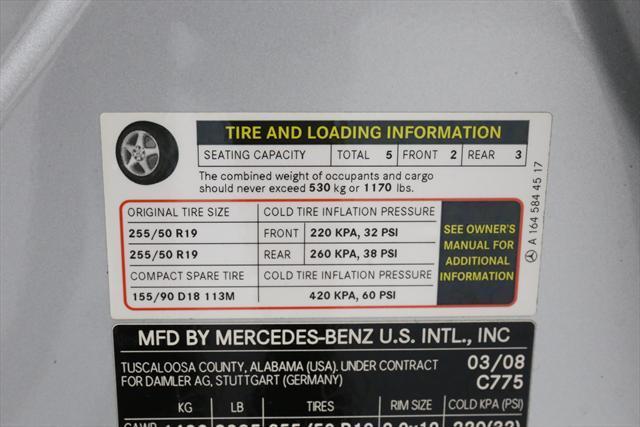 TIRE AND LOADING INFORMATION
SEATING CAPACITY TOTAL 5 FRONT 2 REAR 3
The combined weight of occupants and cargo
should never exceed 530 kg or 1170 lbs.
ORIGINAL TIRE SIZE COLD TIRE INFLATION PRESSURE
255/50 R19 FRONT 220 KPA, 32 PSI
255/50 R19 REAR 260 KPA, 38 PSI
COMPACT SPARE TIRE COLD TIRE INFLATION PRESSURE
155/90 D18 113M 420 KPA, 60 PSI
SEE OWNER'S
MANUAL FOR
ADDITIONAL
INFORMATION
A 164 584 45 17
MFD BY MERCEDES-BENZ U.S. INTL., INC
TUSCALOOSA COUNTY, ALABAMA (USA). UNDER CONTRACT
FOR DAIMLER AG, STUTTGART (GERMANY)
03/08
C775
KG LB TIRES RIM SIZE COLD KPA (PSI)